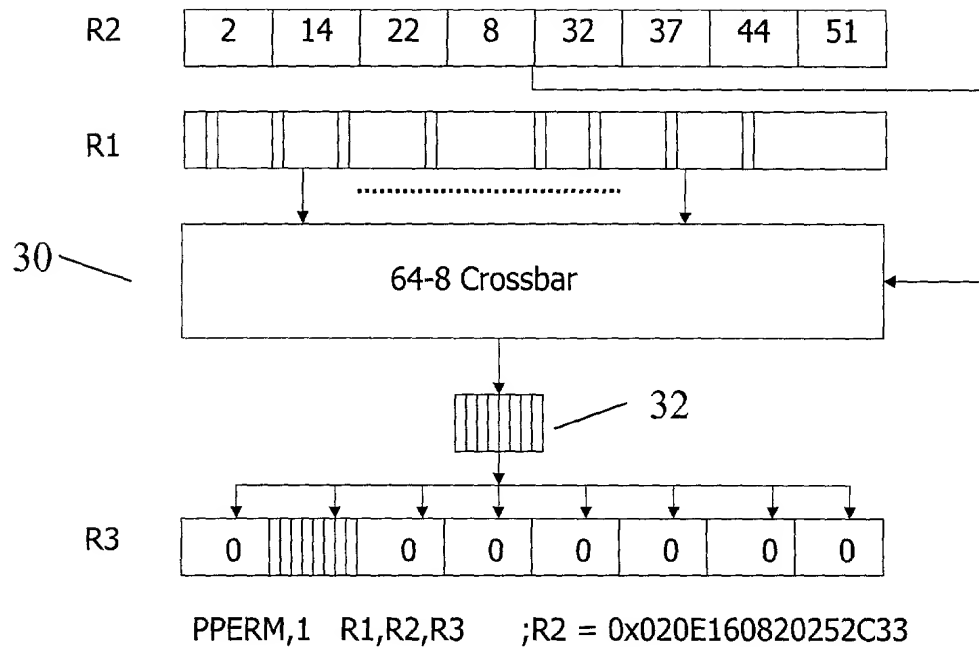 R2 2 14 22 8 32 37 44 51
R1
30
64-8 Crossbar
32
R3 0 0 0 0 0 0 0
PPERM,1 R1,R2,R3 ;R2 = 0x020E160820252C33